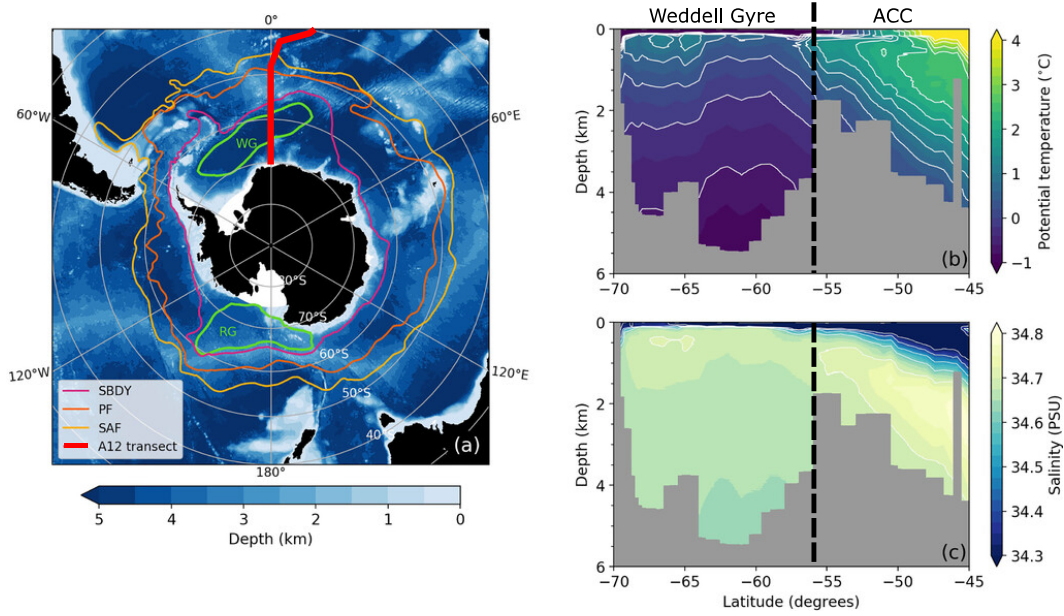 0°
60°W
60°E
WG
80°S
70°S
RG
60°S
120°W
120°E
50°S
40
SBDY
PF
SAF
A12 transect
(a)
180°
5 4 3 2 1 0
Depth (km)
Weddell Gyre ACC
0
2
4
6
Depth (km)
−70 −65 −60 −55 −50 −45
(b)
4
3
2
1
0
−1
Potential temperature (°C)
0
2
4
6
Depth (km)
−70 −65 −60 −55 −50 −45
Latitude (degrees)
(c)
34.8
34.7
34.6
34.5
34.4
34.3
Salinity (PSU)